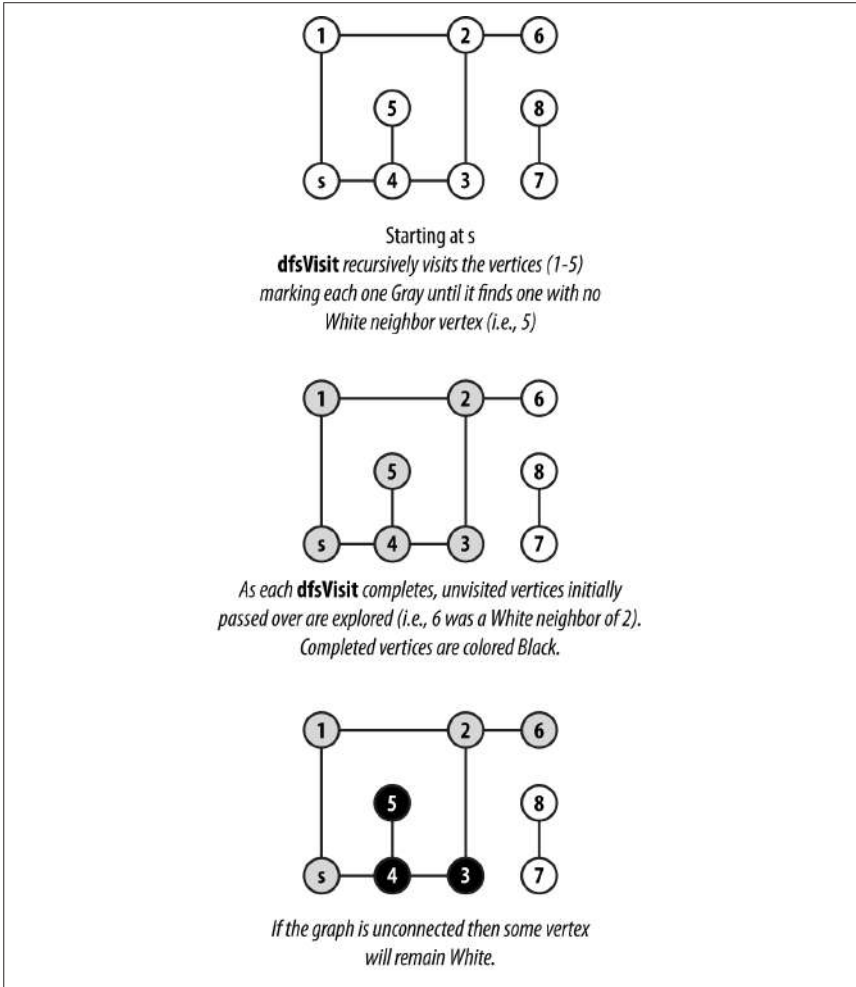 1 2 6
5 8
s 4 3 7
Starting at s
dfsVisit recursively visits the vertices (1-5)
marking each one Gray until it finds one with no
White neighbor vertex (i.e., 5)
1 2 6
5 8
s 4 3 7
As each dfsVisit completes, unvisited vertices initially
passed over are explored (i.e., 6 was a White neighbor of 2).
Completed vertices are colored Black.
1 2 6
5 8
s 4 3 7
If the graph is unconnected then some vertex
will remain White.